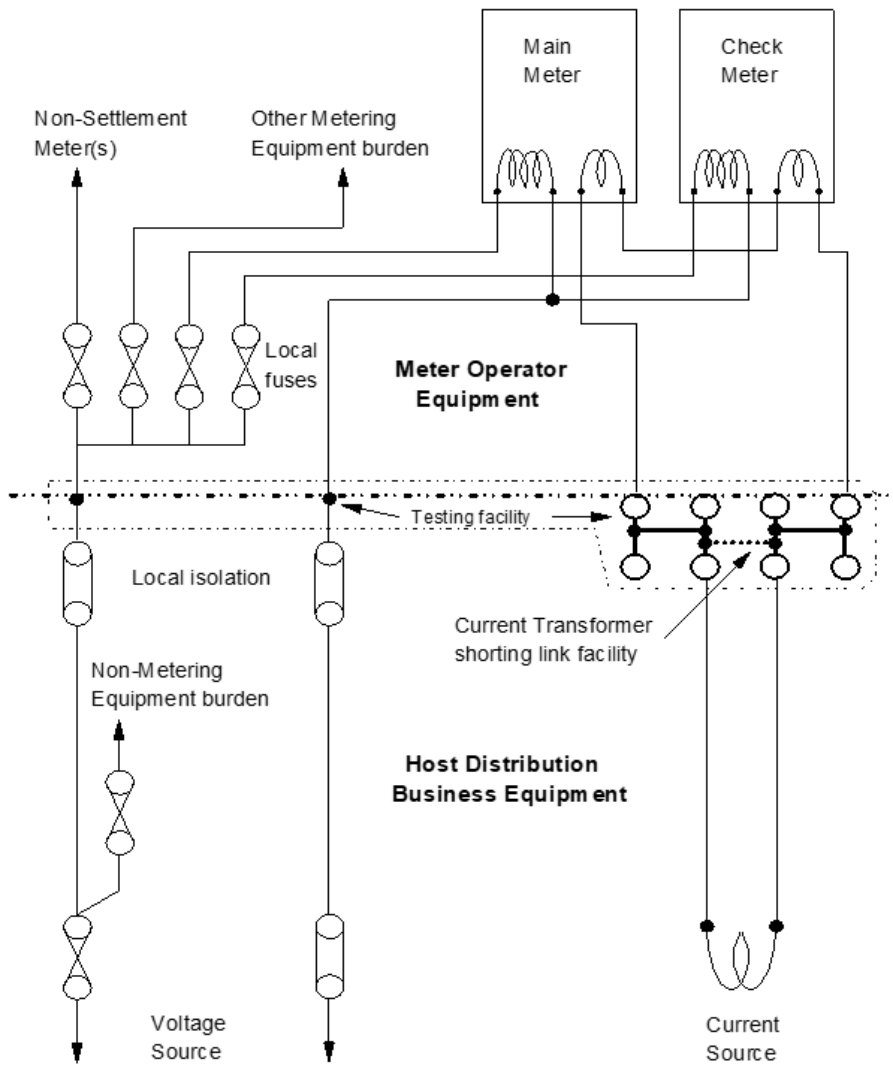 Main
Meter
Check
Meter
Non-Settlement
Meter(s)
Other Metering
Equipment burden
Local
fuses
Meter Operator
Equipment
Testing facility
Local isolation
Current Transformer
shorting link facility
Non-Metering
Equipment burden
Host Distribution
Business Equipment
Voltage
Source
Current
Source